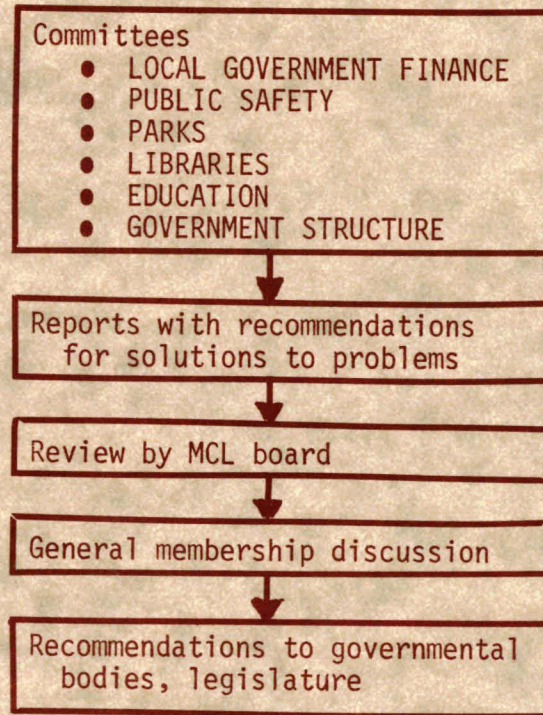 Committees
● LOCAL GOVERNMENT FINANCE
● PUBLIC SAFETY
● PARKS
● LIBRARIES
● EDUCATION
● GOVERNMENT STRUCTURE
Reports with recommendations
for solutions to problems
Review by MCL board
General membership discussion
Recommendations to governmental
bodies, legislature